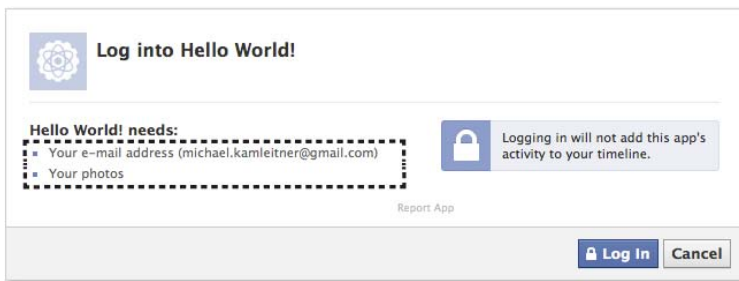 Log into Hello World!
Hello World! needs:
Your e-mail address (michael.kamleitner@gmail.com)
Your photos
Logging in will not add this app's
activity to your timeline.
Report App
Log In
Cancel